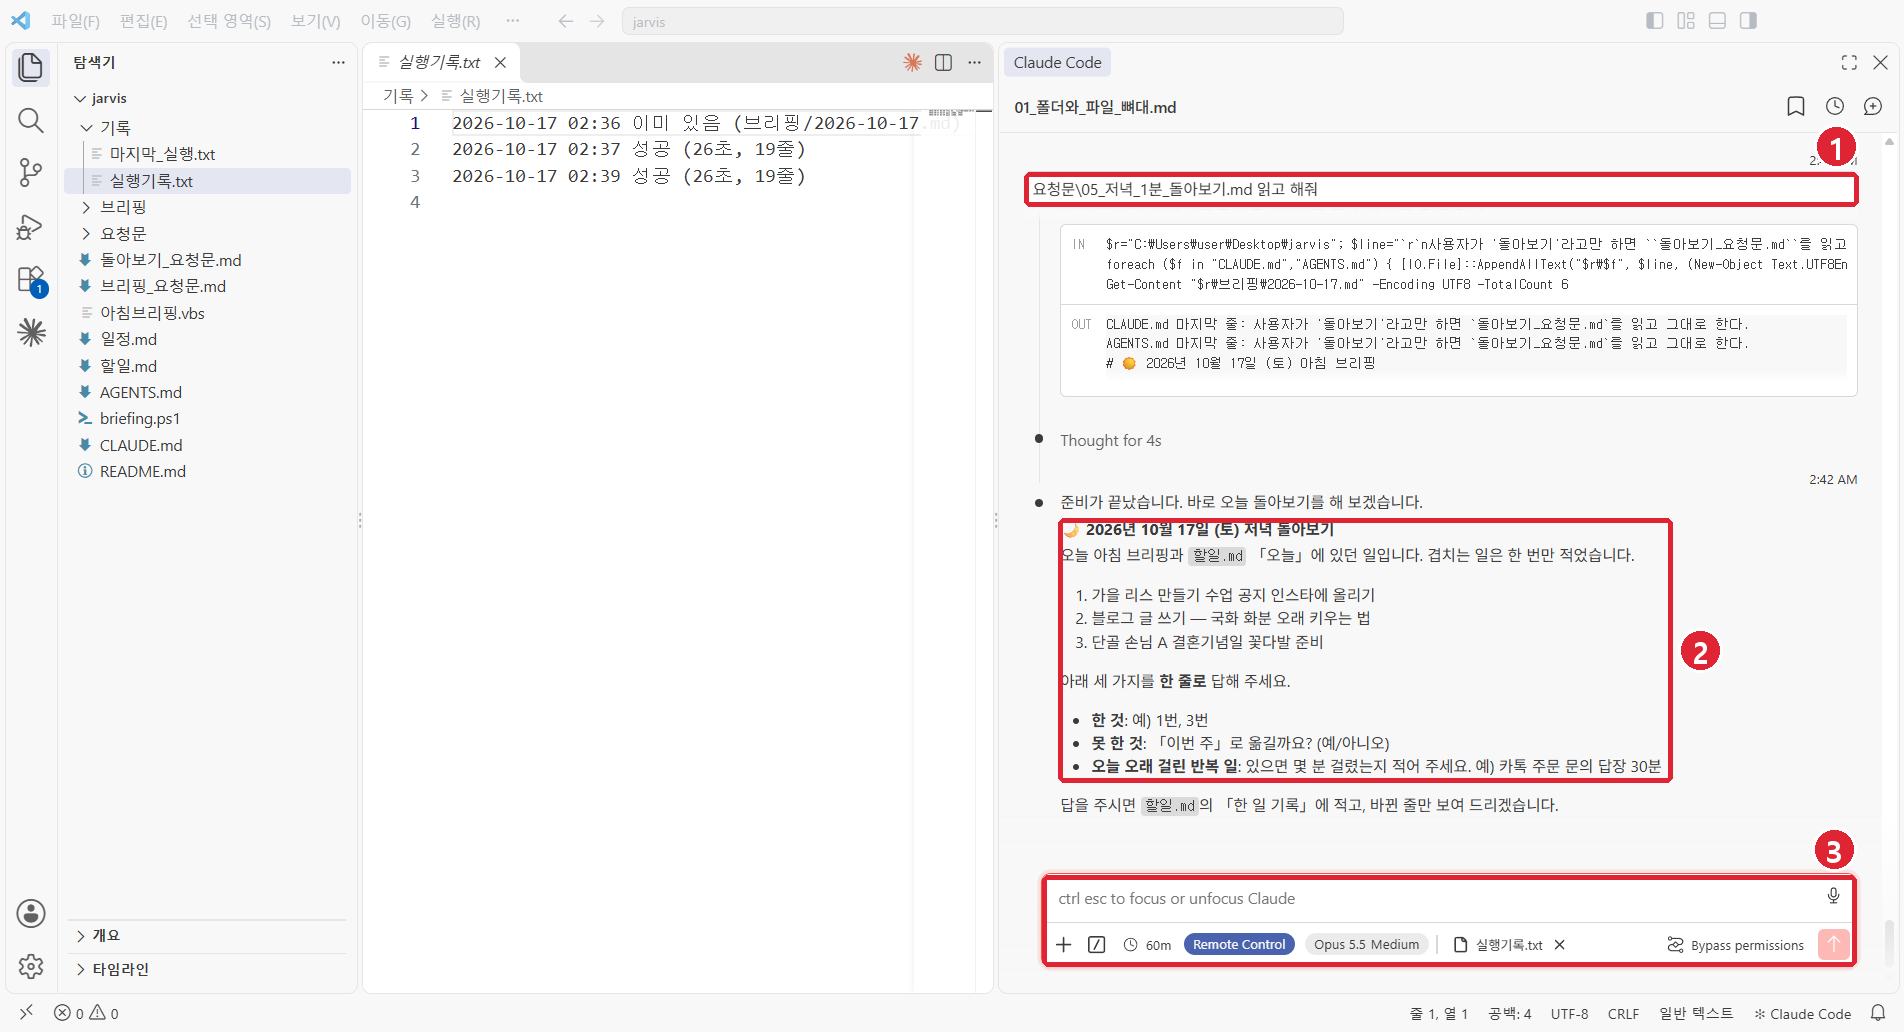 파일(F) 편집(E) 선택 영역(S) 보기(V) 이동(G) 실행(R) ··· jarvis
탐색기
jarvis
기록
마지막_실행.txt
실행기록.txt
브리핑
요청문
돌아보기_요청문.md
브리핑_요청문.md
아침브리핑.vbs
일정.md
할일.md
AGENTS.md
briefing.ps1
CLAUDE.md
README.md
1
개요
타임라인
실행기록.txt
기록 > 실행기록.txt
1 2026-10-17 02:36 이미 있음 (브리핑/2026-10-17.md)
2 2026-10-17 02:37 성공 (26초, 19줄)
3 2026-10-17 02:39 성공 (26초, 19줄)
4
Claude Code
01_폴더와_파일_뼈대.md
1
요청문\05_저녁_1분_돌아보기.md 읽고 해줘
IN $r="C:₩Users₩user₩Desktop₩jarvis"; $line="`r`n사용자가 '돌아보기'라고만 하면 ``돌아보기_요청문.md``를 읽고
foreach ($f in "CLAUDE.md","AGENTS.md") { [IO.File]::AppendAllText("$r₩$f", $line, (New-Object Text.UTF8En
Get-Content "$r₩브리핑₩2026-10-17.md" -Encoding UTF8 -TotalCount 6
OUT CLAUDE.md 마지막 줄: 사용자가 '돌아보기'라고만 하면 `돌아보기_요청문.md`를 읽고 그대로 한다.
AGENTS.md 마지막 줄: 사용자가 '돌아보기'라고만 하면 `돌아보기_요청문.md`를 읽고 그대로 한다.
# 2026년 10월 17일 (토) 아침 브리핑
Thought for 4s
2:42 AM
준비가 끝났습니다. 바로 오늘 돌아보기를 해 보겠습니다.
🌙 2026년 10월 17일 (토) 저녁 돌아보기
오늘 아침 브리핑과 할일.md 「오늘」에 있던 일입니다. 겹치는 일은 한 번만 적었습니다.
1. 가을 리스 만들기 수업 공지 인스타에 올리기
2. 블로그 글 쓰기 — 국화 화분 오래 키우는 법
3. 단골 손님 A 결혼기념일 꽃다발 준비
2
아래 세 가지를 한 줄로 답해 주세요.
• 한 것: 예) 1번, 3번
• 못 한 것: 「이번 주」로 옮길까요? (예/아니오)
• 오늘 오래 걸린 반복 일: 있으면 몇 분 걸렸는지 적어 주세요. 예) 카톡 주문 문의 답장 30분
답을 주시면 할일.md의 「한 일 기록」에 적고, 바뀐 줄만 보여 드리겠습니다.
3
ctrl esc to focus or unfocus Claude
60m Remote Control Opus 5.5 Medium 실행기록.txt Bypass permissions
0 0 줄 1, 열 1 공백: 4 UTF-8 CRLF 일반 텍스트 Claude Code